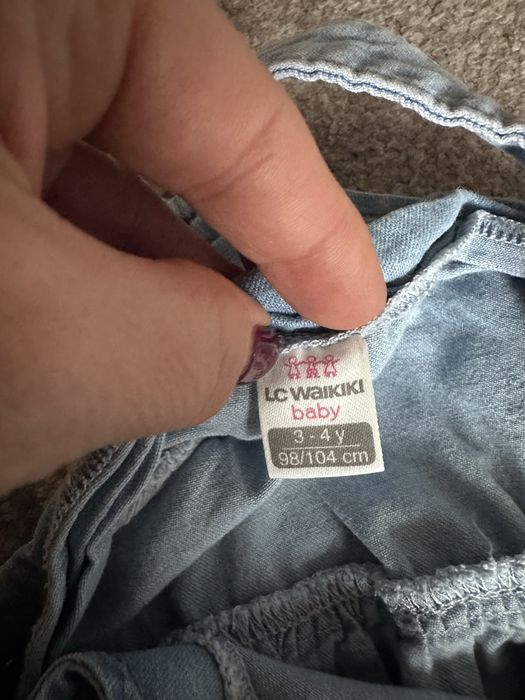 LC WAIKIKI
baby
3 - 4 y
98/104 cm